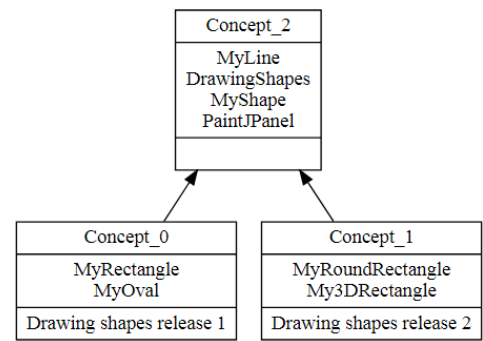 Concept_2
MyLine
DrawingShapes
MyShape
PaintJPanel
Concept_0
MyRectangle
MyOval
Drawing shapes release 1
Concept_1
MyRoundRectangle
My3DRectangle
Drawing shapes release 2